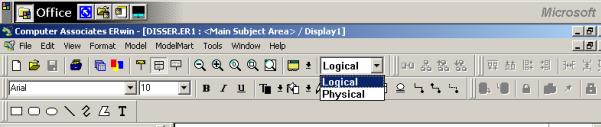 Office Microsoft
Computer Associates ERwin - [DISSER.ER1 : <Main Subject Area> / Display1]
File Edit View Format Model ModelMart Tools Window Help
Logical
Logical
Arial 10 B I U
Physical
T